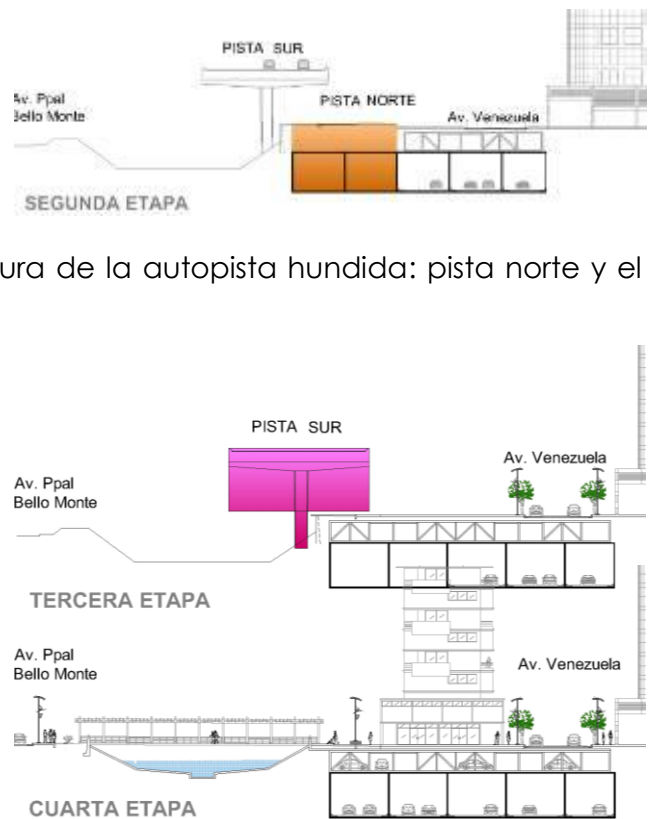 PISTA SUR
Av. Ppal
Bello Monte
PISTA NORTE
Av. Venezuela
SEGUNDA ETAPA
ura de la autopista hundida: pista norte y el
PISTA SUR
Av. Venezuela
Av. Ppal
Bello Monte
TERCERA ETAPA
Av. Ppal
Bello Monte
Av. Venezuela
CUARTA ETAPA